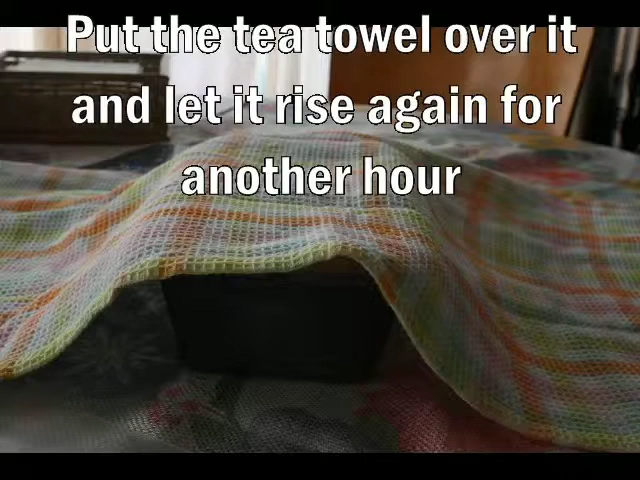 Put the tea towel over it
and let it rise again for
another hour